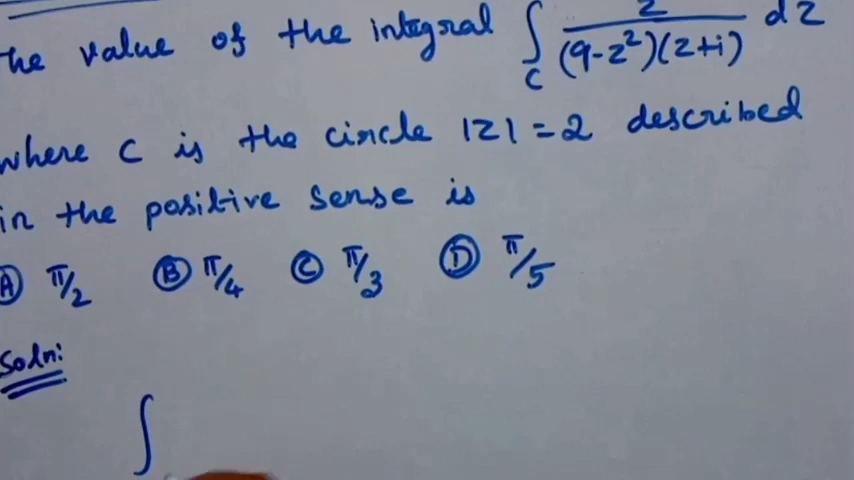 The value of the integral ∫_C z/((9-z²)(z+i)) dz
where C is the circle |z| = 2 described
in the positive sense is
(A) π/2 (B) π/4 (C) π/3 (D) π/5
Soln:
∫